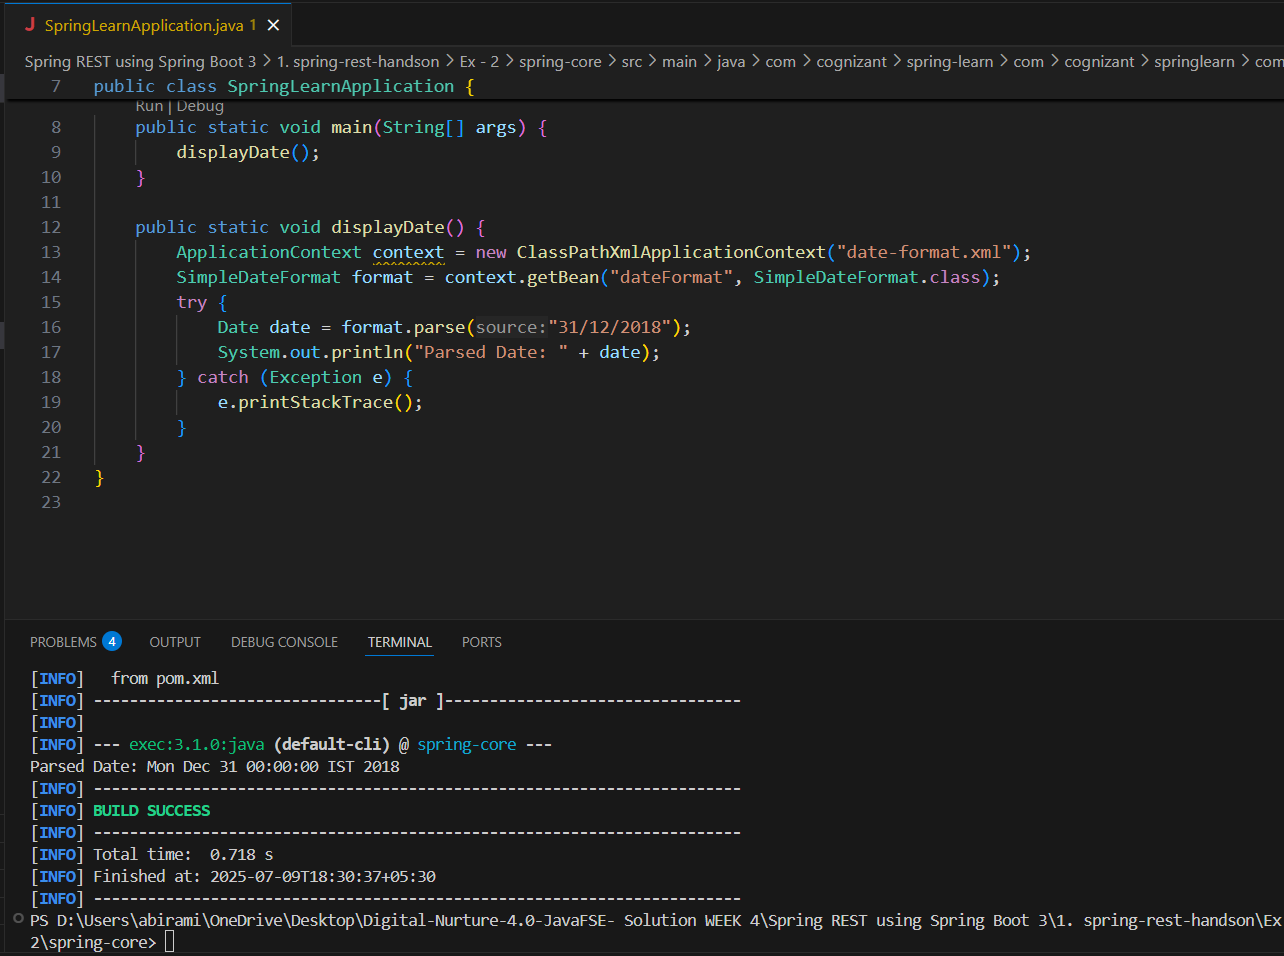 SpringLearnApplication.java 1
Spring REST using Spring Boot 3 > 1. spring-rest-handson > Ex - 2 > spring-core > src > main > java > com > cognizant > spring-learn > com > cognizant > springlearn > com
7 public class SpringLearnApplication {
Run | Debug
8 public static void main(String[] args) {
9 displayDate();
10 }
11
12 public static void displayDate() {
13 ApplicationContext context = new ClassPathXmlApplicationContext("date-format.xml");
14 SimpleDateFormat format = context.getBean("dateFormat", SimpleDateFormat.class);
15 try {
16 Date date = format.parse(source:"31/12/2018");
17 System.out.println("Parsed Date: " + date);
18 } catch (Exception e) {
19 e.printStackTrace();
20 }
21 }
22 }
23
PROBLEMS 4 OUTPUT DEBUG CONSOLE TERMINAL PORTS
[INFO] from pom.xml
[INFO] --------------------------------[ jar ]---------------------------------
[INFO]
[INFO] --- exec:3.1.0:java (default-cli) @ spring-core ---
Parsed Date: Mon Dec 31 00:00:00 IST 2018
[INFO] ------------------------------------------------------------------------
[INFO] BUILD SUCCESS
[INFO] ------------------------------------------------------------------------
[INFO] Total time:  0.718 s
[INFO] Finished at: 2025-07-09T18:30:37+05:30
[INFO] ------------------------------------------------------------------------
PS D:\Users\abirami\OneDrive\Desktop\Digital-Nurture-4.0-JavaFSE- Solution WEEK 4\Spring REST using Spring Boot 3\1. spring-rest-handson\Ex
2\spring-core>